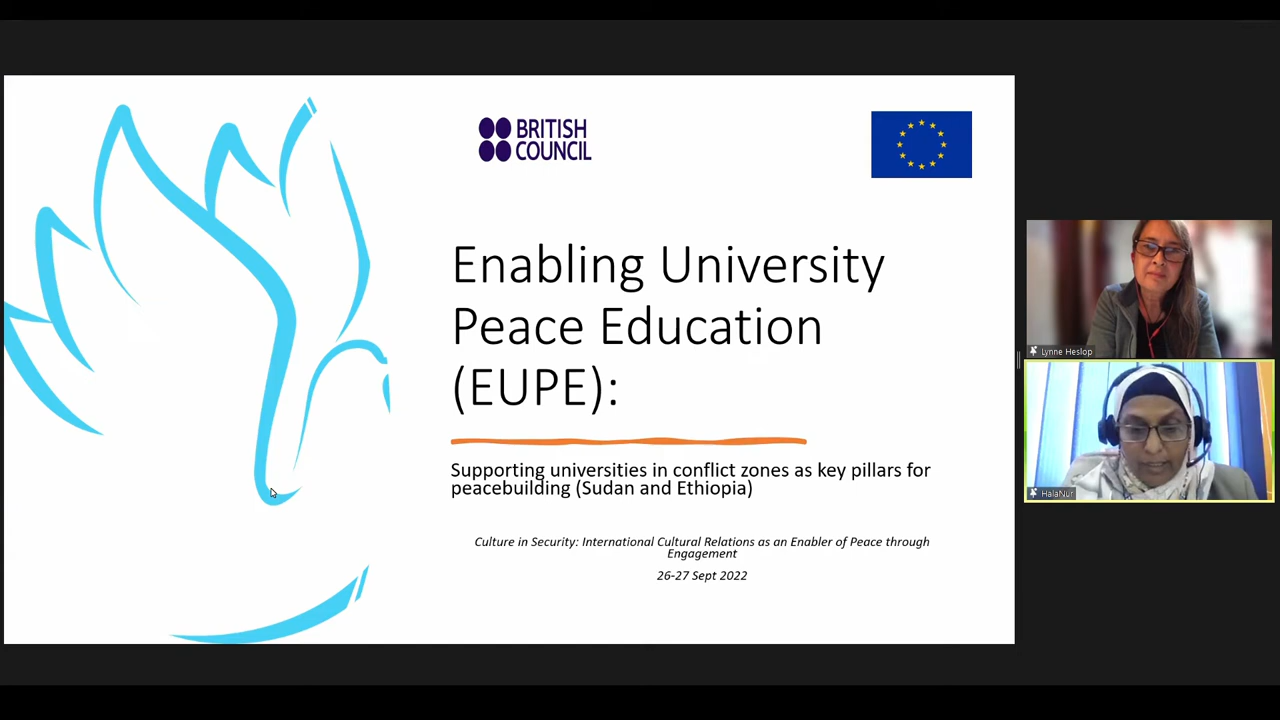 BRITISH
COUNCIL
Enabling University
Peace Education
(EUPE):
Supporting universities in conflict zones as key pillars for
peacebuilding (Sudan and Ethiopia)
Culture in Security: International Cultural Relations as an Enabler of Peace through
Engagement
26-27 Sept 2022
Lynne Heslop
HalaNur